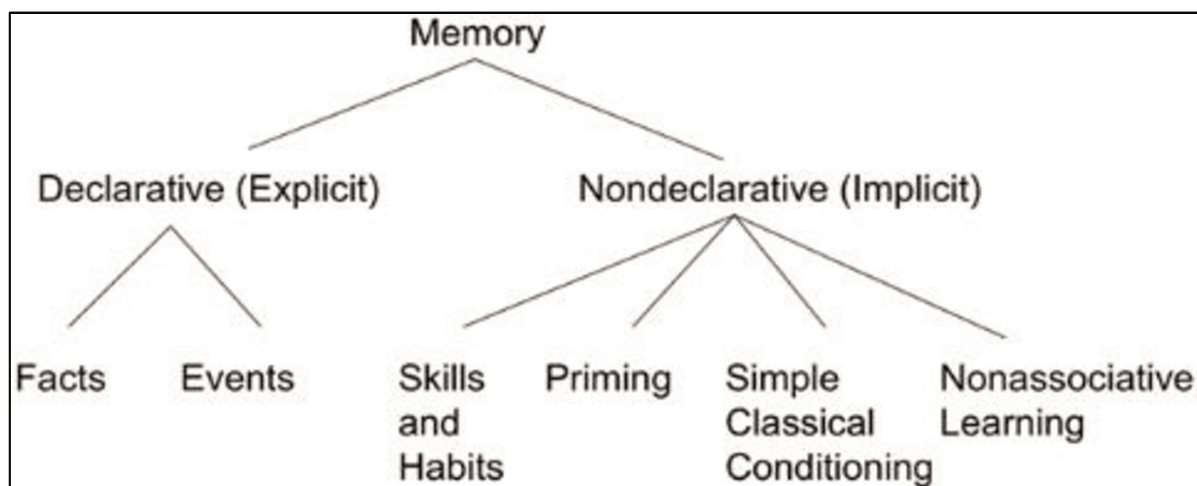 Memory
Declarative (Explicit) Nondeclarative (Implicit)
Facts Events Skills Priming Simple Nonassociative
and Classical Learning
Habits Conditioning